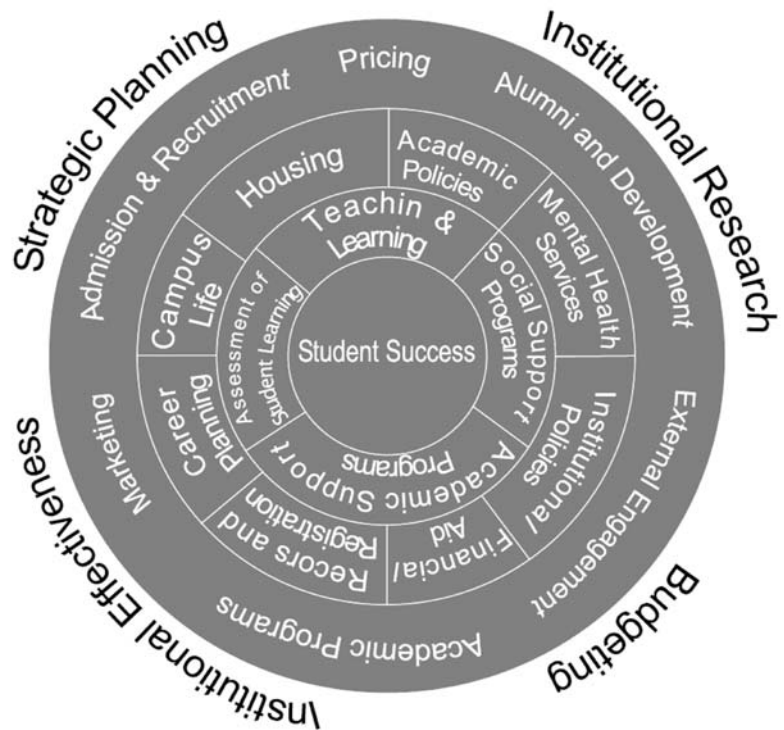 Strategic Planning
Institutional Research
Budgeting
Institutional Effectiveness
Pricing
Alumni and Development
External Engagement
Academic Programs
Marketing
Admission & Recruitment
Housing
Academic
Policies
Mental Health
Services
Institutional
Policies
Financial
Aid
Recors and
Registration
Career
Planning
Campus
Life
Teachin &
Learning
Social Support
Programs
Academic Support
Programs
Assessment of
Student Learning
Student Success